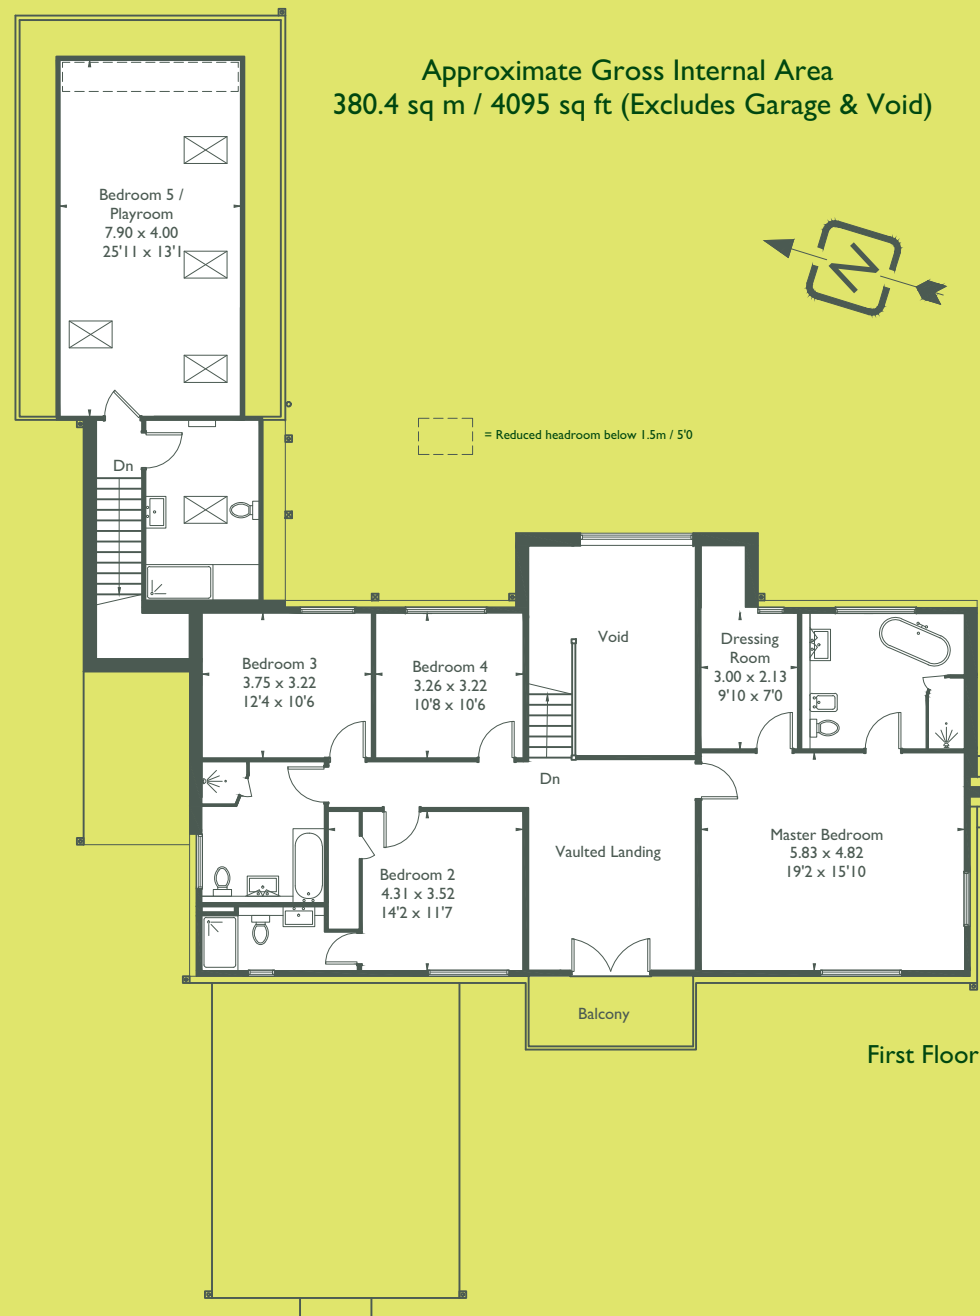 Approximate Gross Internal Area
380.4 sq m / 4095 sq ft (Excludes Garage & Void)
Bedroom 5 /
Playroom
7.90 x 4.00
25'11 x 13'1
N
= Reduced headroom below 1.5m / 5'0
Dn
Void
Dressing
Room
3.00 x 2.13
9'10 x 7'0
Bedroom 3
3.75 x 3.22
12'4 x 10'6
Bedroom 4
3.26 x 3.22
10'8 x 10'6
Dn
Vaulted Landing
Master Bedroom
5.83 x 4.82
19'2 x 15'10
Bedroom 2
4.31 x 3.52
14'2 x 11'7
Balcony
First Floor